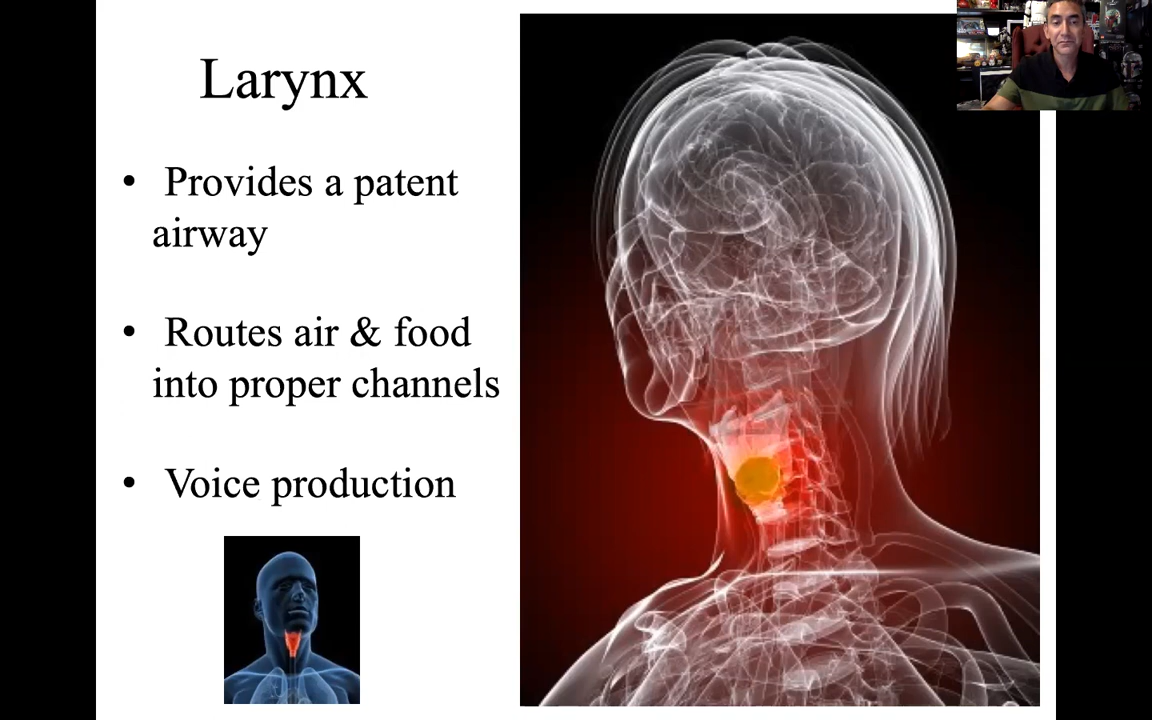 Larynx
• Provides a patent
airway
• Routes air & food
into proper channels
• Voice production